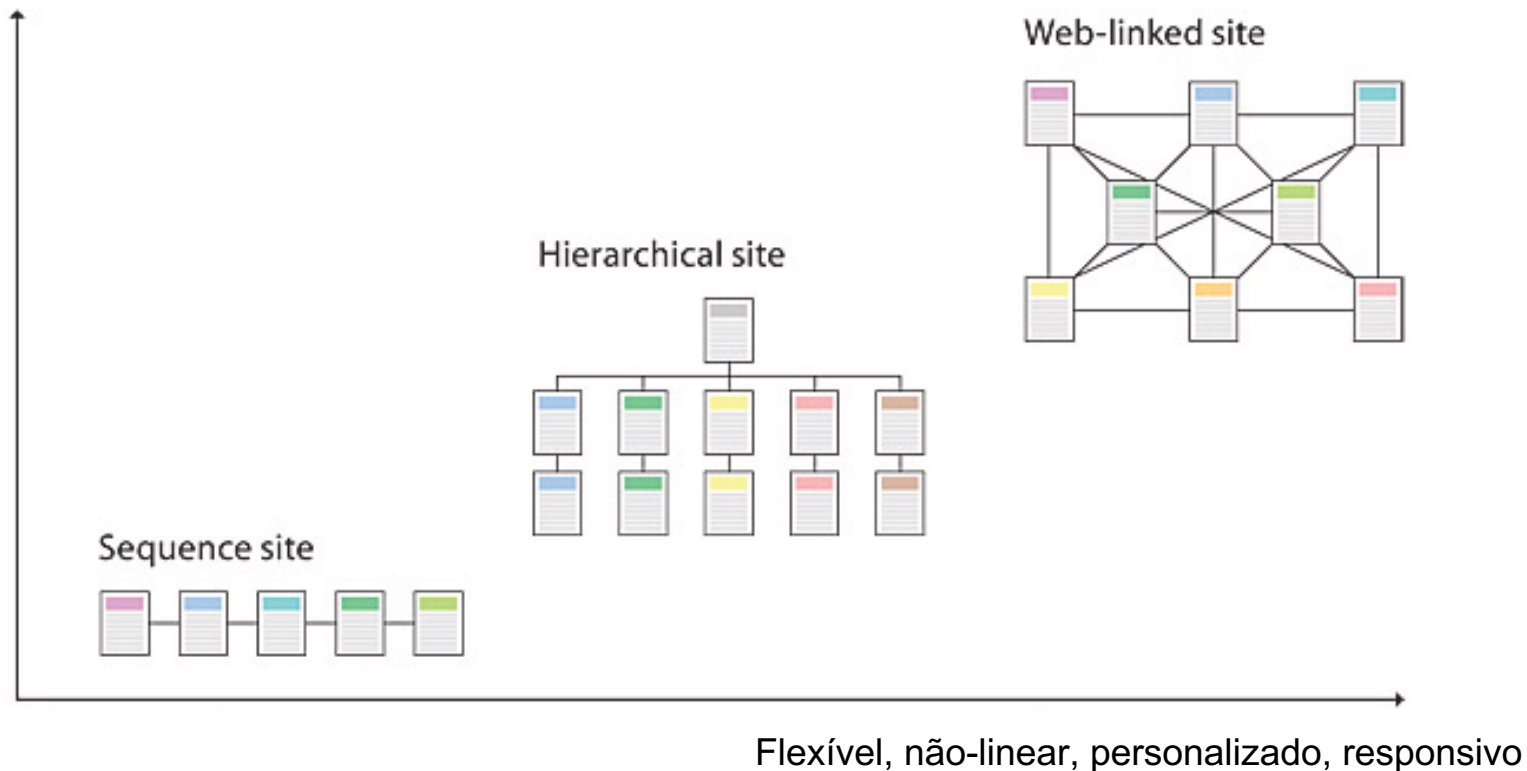 Web-linked site
Hierarchical site
Sequence site
Flexível, não-linear, personalizado, responsivo